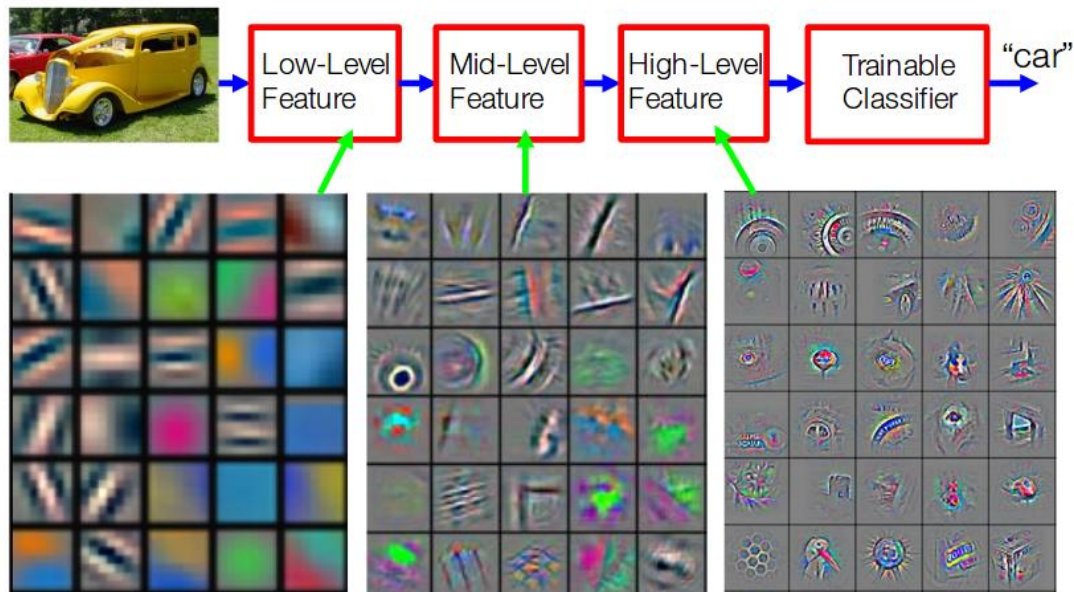 Low-Level
Feature
Mid-Level
Feature
High-Level
Feature
Trainable
Classifier
“car”